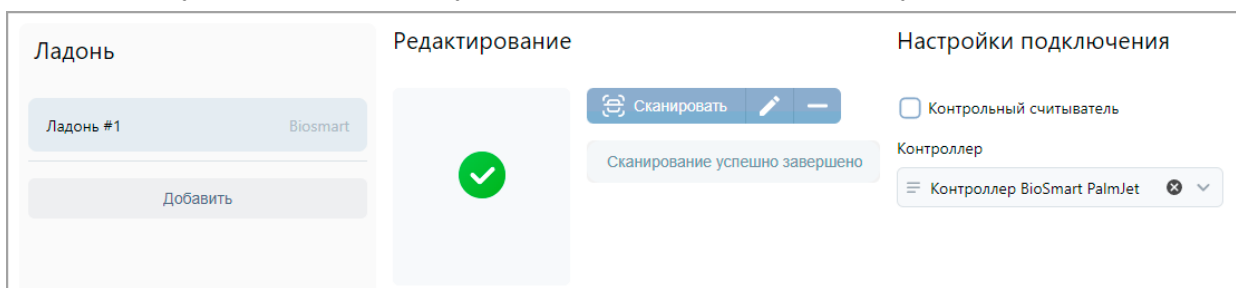 Ладонь
Ладонь #1 Biosmart
Добавить
Редактирование
Сканировать
Сканирование успешно завершено
Настройки подключения
Контрольный считыватель
Контроллер
Контроллер BioSmart PalmJet